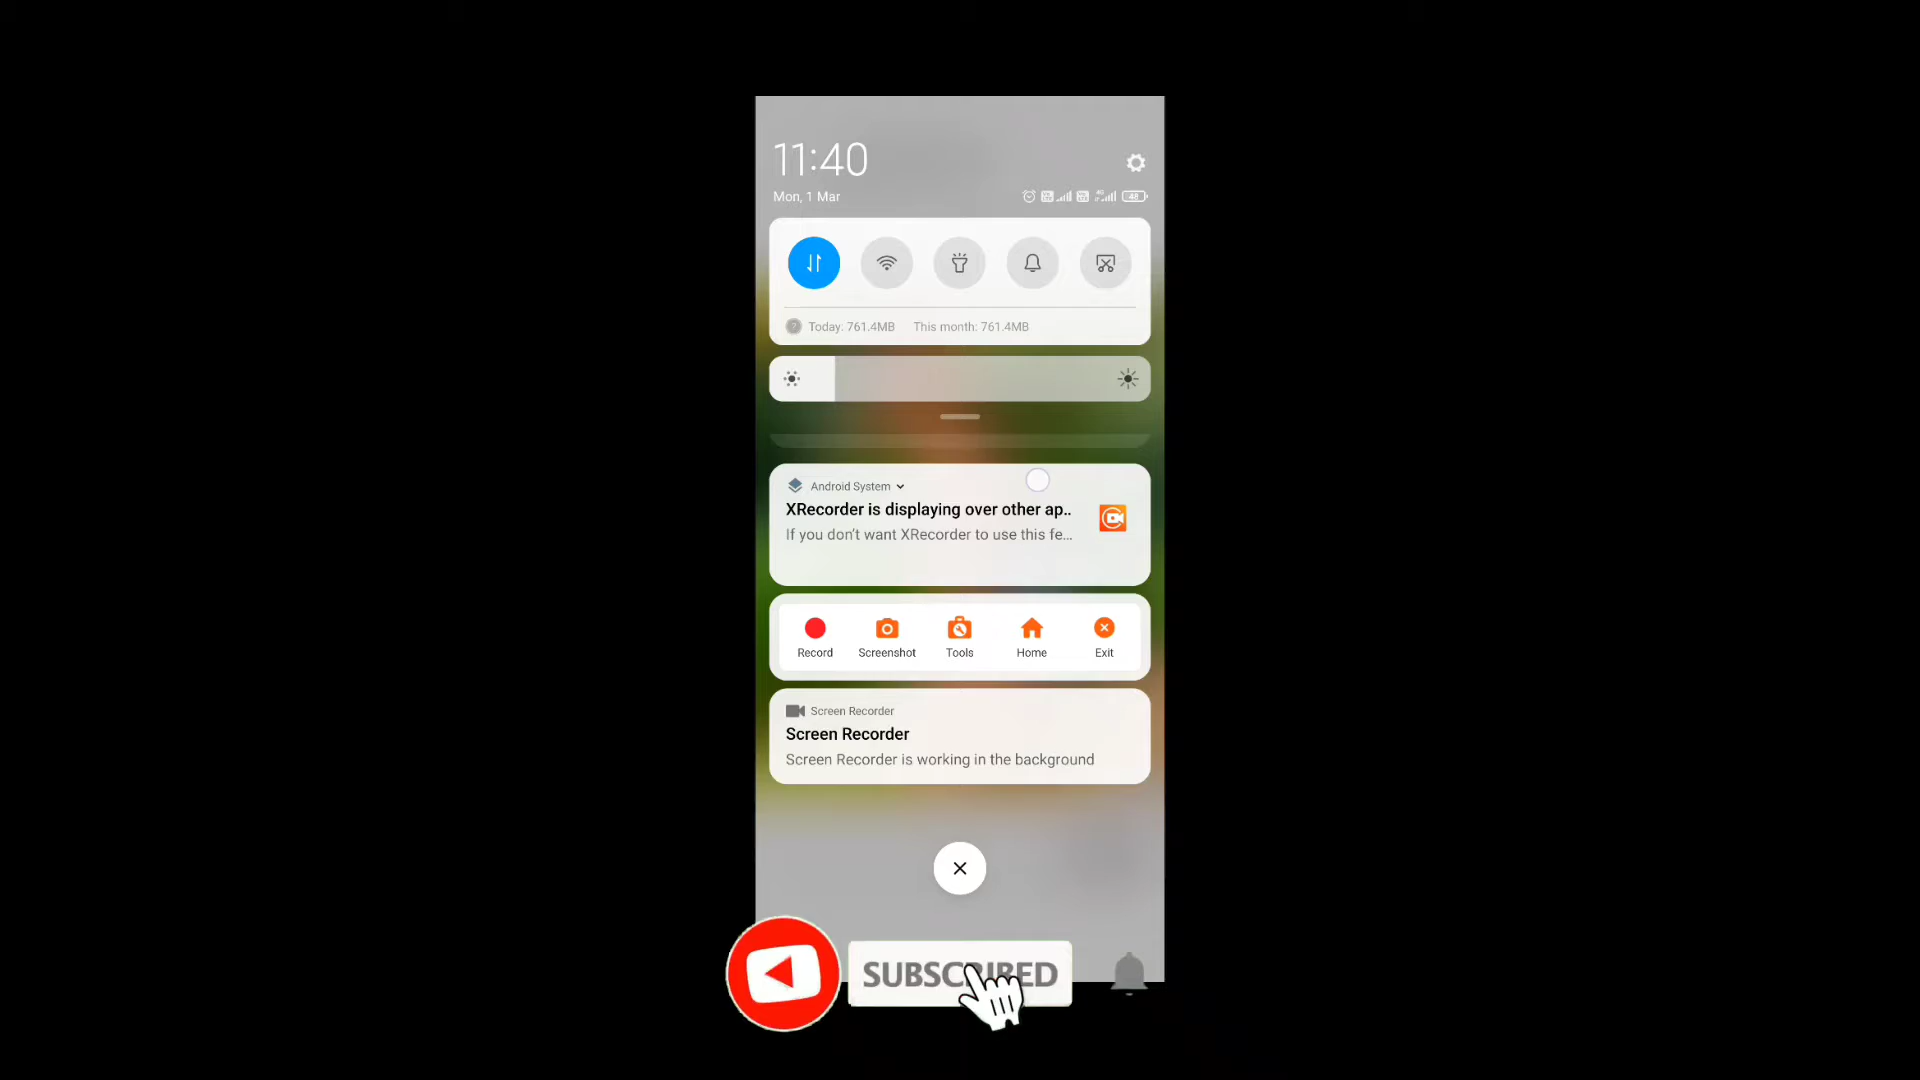 11:40
Mon, 1 Mar
4G
48
Today: 761.4MB This month: 761.4MB
Android System
XRecorder is displaying over other ap..
If you don't want XRecorder to use this fe...
Record Screenshot Tools Home Exit
Screen Recorder
Screen Recorder
Screen Recorder is working in the background
SUBSCRIBED